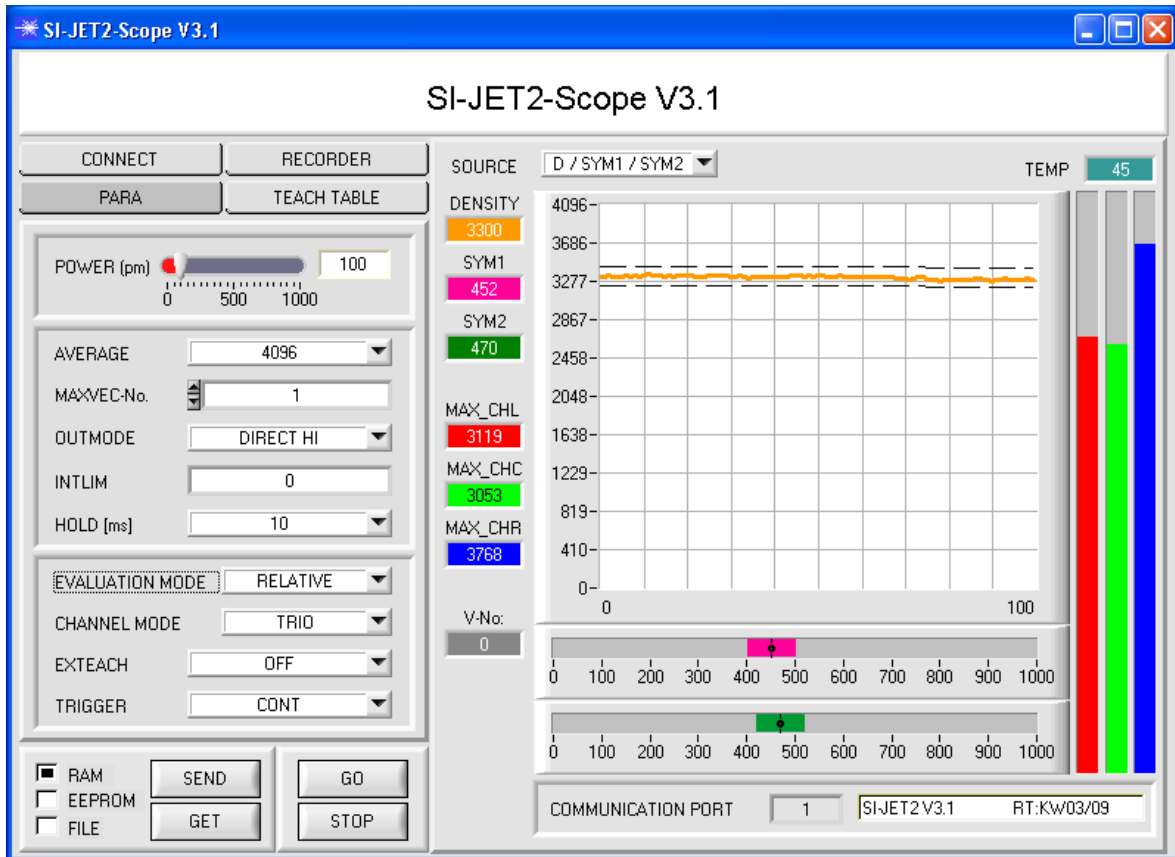 SI-JET2-Scope V3.1
SI-JET2-Scope V3.1
CONNECT
RECORDER
PARA
TEACH TABLE
POWER (pm)
100
0 500 1000
AVERAGE
4096
MAXVEC-No.
1
OUTMODE
DIRECT HI
INTLIM
0
HOLD [ms]
10
EVALUATION MODE
RELATIVE
CHANNEL MODE
TRIO
EXTEACH
OFF
TRIGGER
CONT
RAM
EEPROM
FILE
SEND
GET
GO
STOP
SOURCE
D / SYM1 / SYM2
TEMP
45
DENSITY
3300
SYM1
452
SYM2
470
MAX_CHL
3119
MAX_CHC
3053
MAX_CHR
3768
V-No:
0
4096
3686
3277
2867
2458
2048
1638
1229
819
410
0
0 100
0 100 200 300 400 500 600 700 800 900 1000
0 100 200 300 400 500 600 700 800 900 1000
COMMUNICATION PORT
1
SI-JET2 V3.1 RT:KW03/09